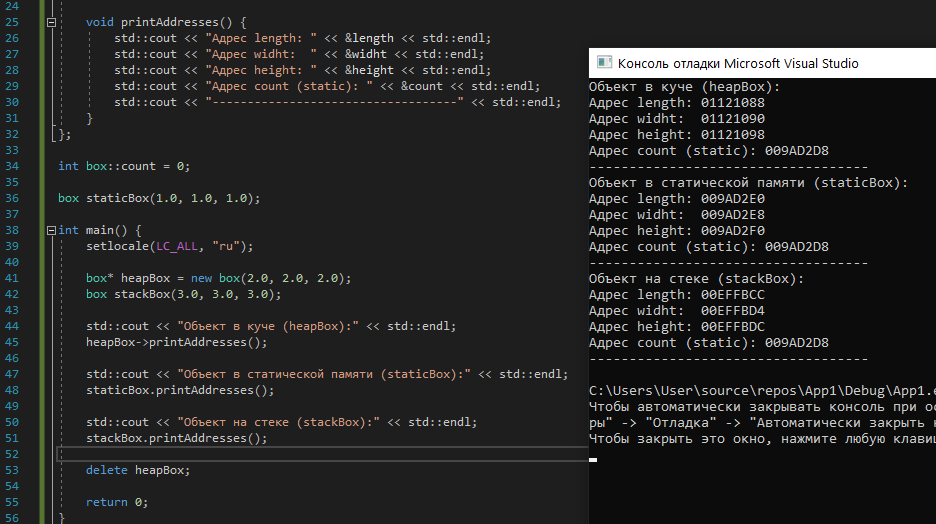 24
25 void printAddresses() {
26 std::cout << "Адрес length: " << &length << std::endl;
27 std::cout << "Адрес widht:  " << &widht << std::endl;
28 std::cout << "Адрес height: " << &height << std::endl;
29 std::cout << "Адрес count (static): " << &count << std::endl;
30 std::cout << "-----------------------------------" << std::endl;
31 }
32 };
33
34 int box::count = 0;
35
36 box staticBox(1.0, 1.0, 1.0);
37
38 int main() {
39 setlocale(LC_ALL, "ru");
40
41 box* heapBox = new box(2.0, 2.0, 2.0);
42 box stackBox(3.0, 3.0, 3.0);
43
44 std::cout << "Объект в куче (heapBox):" << std::endl;
45 heapBox->printAddresses();
46
47 std::cout << "Объект в статической памяти (staticBox):" << std::endl;
48 staticBox.printAddresses();
49
50 std::cout << "Объект на стеке (stackBox):" << std::endl;
51 stackBox.printAddresses();
52
53 delete heapBox;
54
55 return 0;
56 }
Консоль отладки Microsoft Visual Studio
Объект в куче (heapBox):
Адрес length: 01121088
Адрес widht:  01121090
Адрес height: 01121098
Адрес count (static): 009AD2D8
-----------------------------------
Объект в статической памяти (staticBox):
Адрес length: 009AD2E0
Адрес widht:  009AD2E8
Адрес height: 009AD2F0
Адрес count (static): 009AD2D8
-----------------------------------
Объект на стеке (stackBox):
Адрес length: 00EFFBCC
Адрес widht:  00EFFBD4
Адрес height: 00EFFBDC
Адрес count (static): 009AD2D8
-----------------------------------
C:\Users\User\source\repos\App1\Debug\App1.e
Чтобы автоматически закрывать консоль при ос
ры" -> "Отладка" -> "Автоматически закрыть
Чтобы закрыть это окно, нажмите любую клави